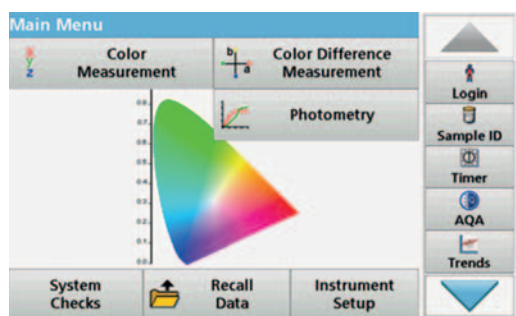 Main Menu
Color
Measurement
x
y
z
b
a
Color Difference
Measurement
Photometry
Login
Sample ID
Timer
AQA
Trends
System
Checks
Recall
Data
Instrument
Setup